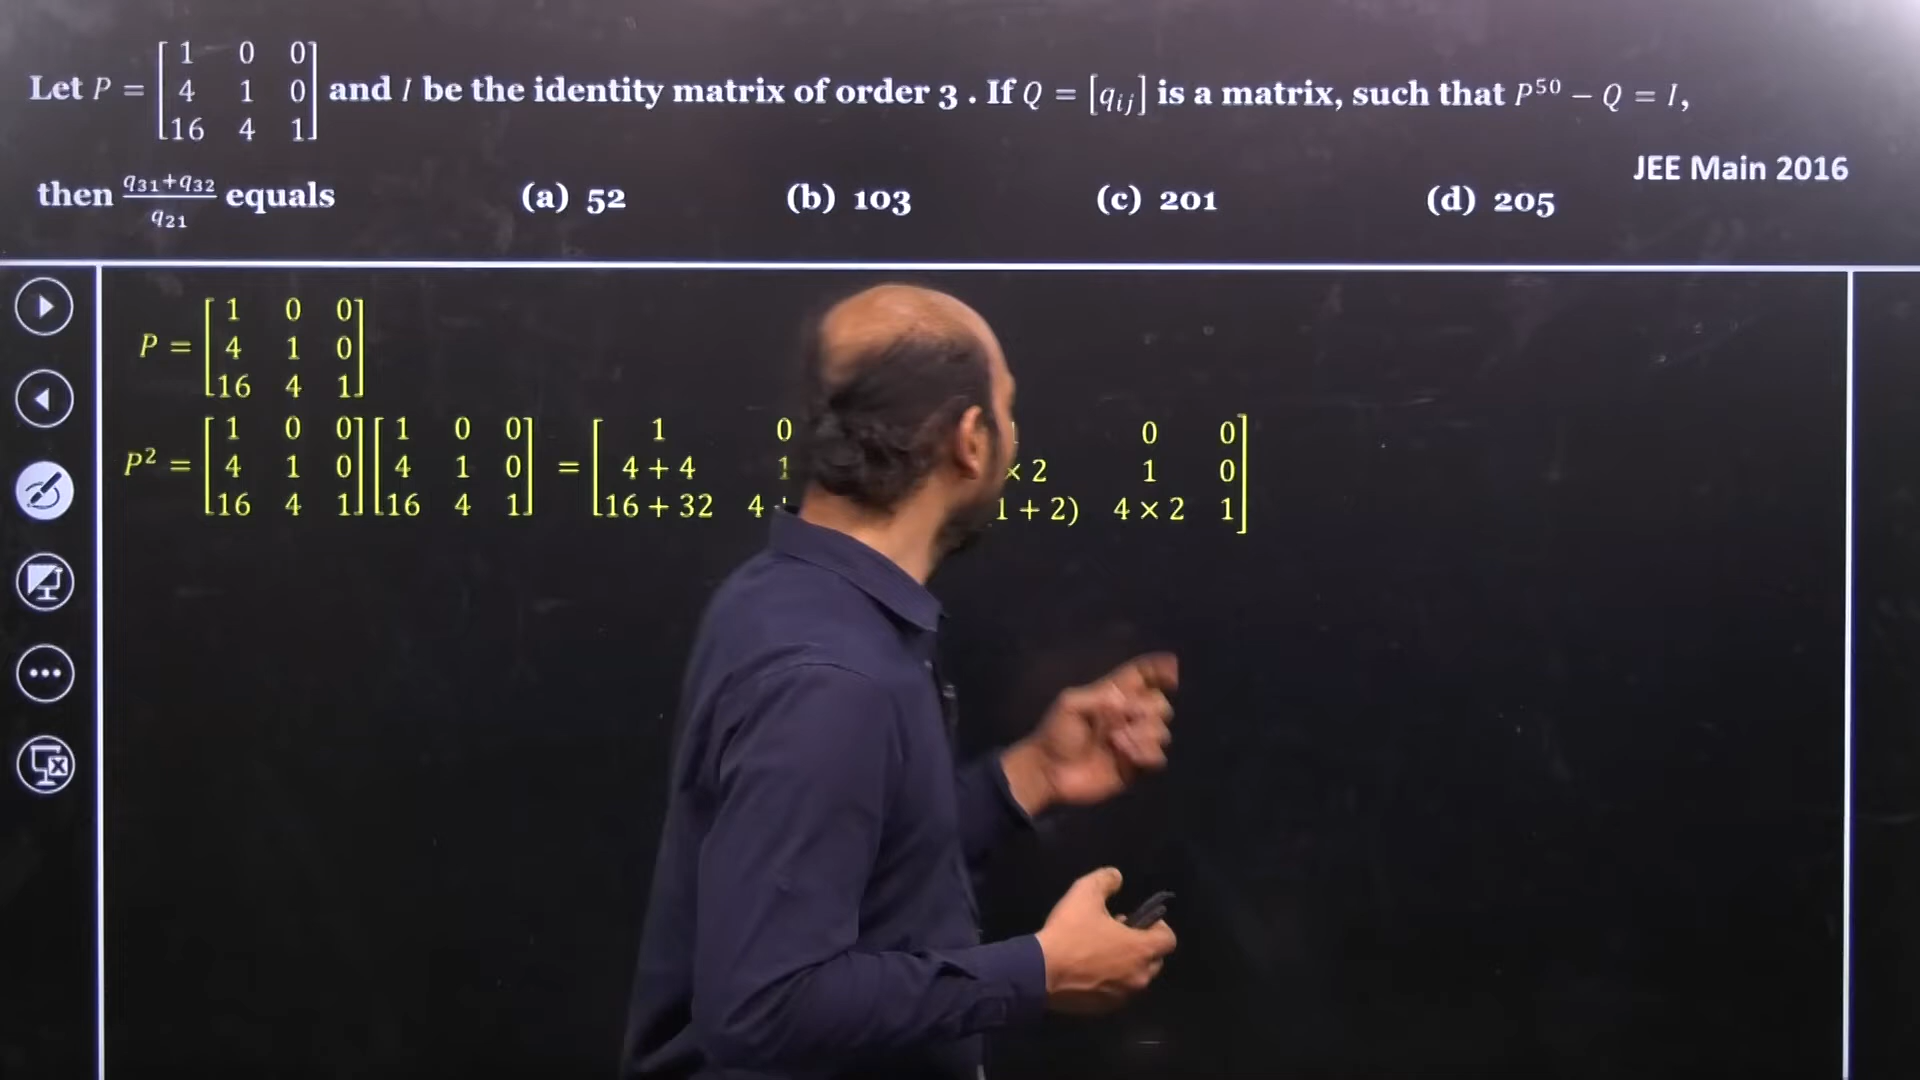 Let P = [1 0 0; 4 1 0; 16 4 1] and I be the identity matrix of order 3 . If Q = [qij] is a matrix, such that P⁵⁰ − Q = I,
JEE Main 2016
then (q31+q32)/q21 equals (a) 52 (b) 103 (c) 201 (d) 205
P = [1 0 0; 4 1 0; 16 4 1]
P² = [1 0 0; 4 1 0; 16 4 1] [1 0 0; 4 1 0; 16 4 1] = [1 0; 4 + 4 1; 16 + 32 4 0 0; × 2 1 0; 1 + 2) 4 × 2 1]